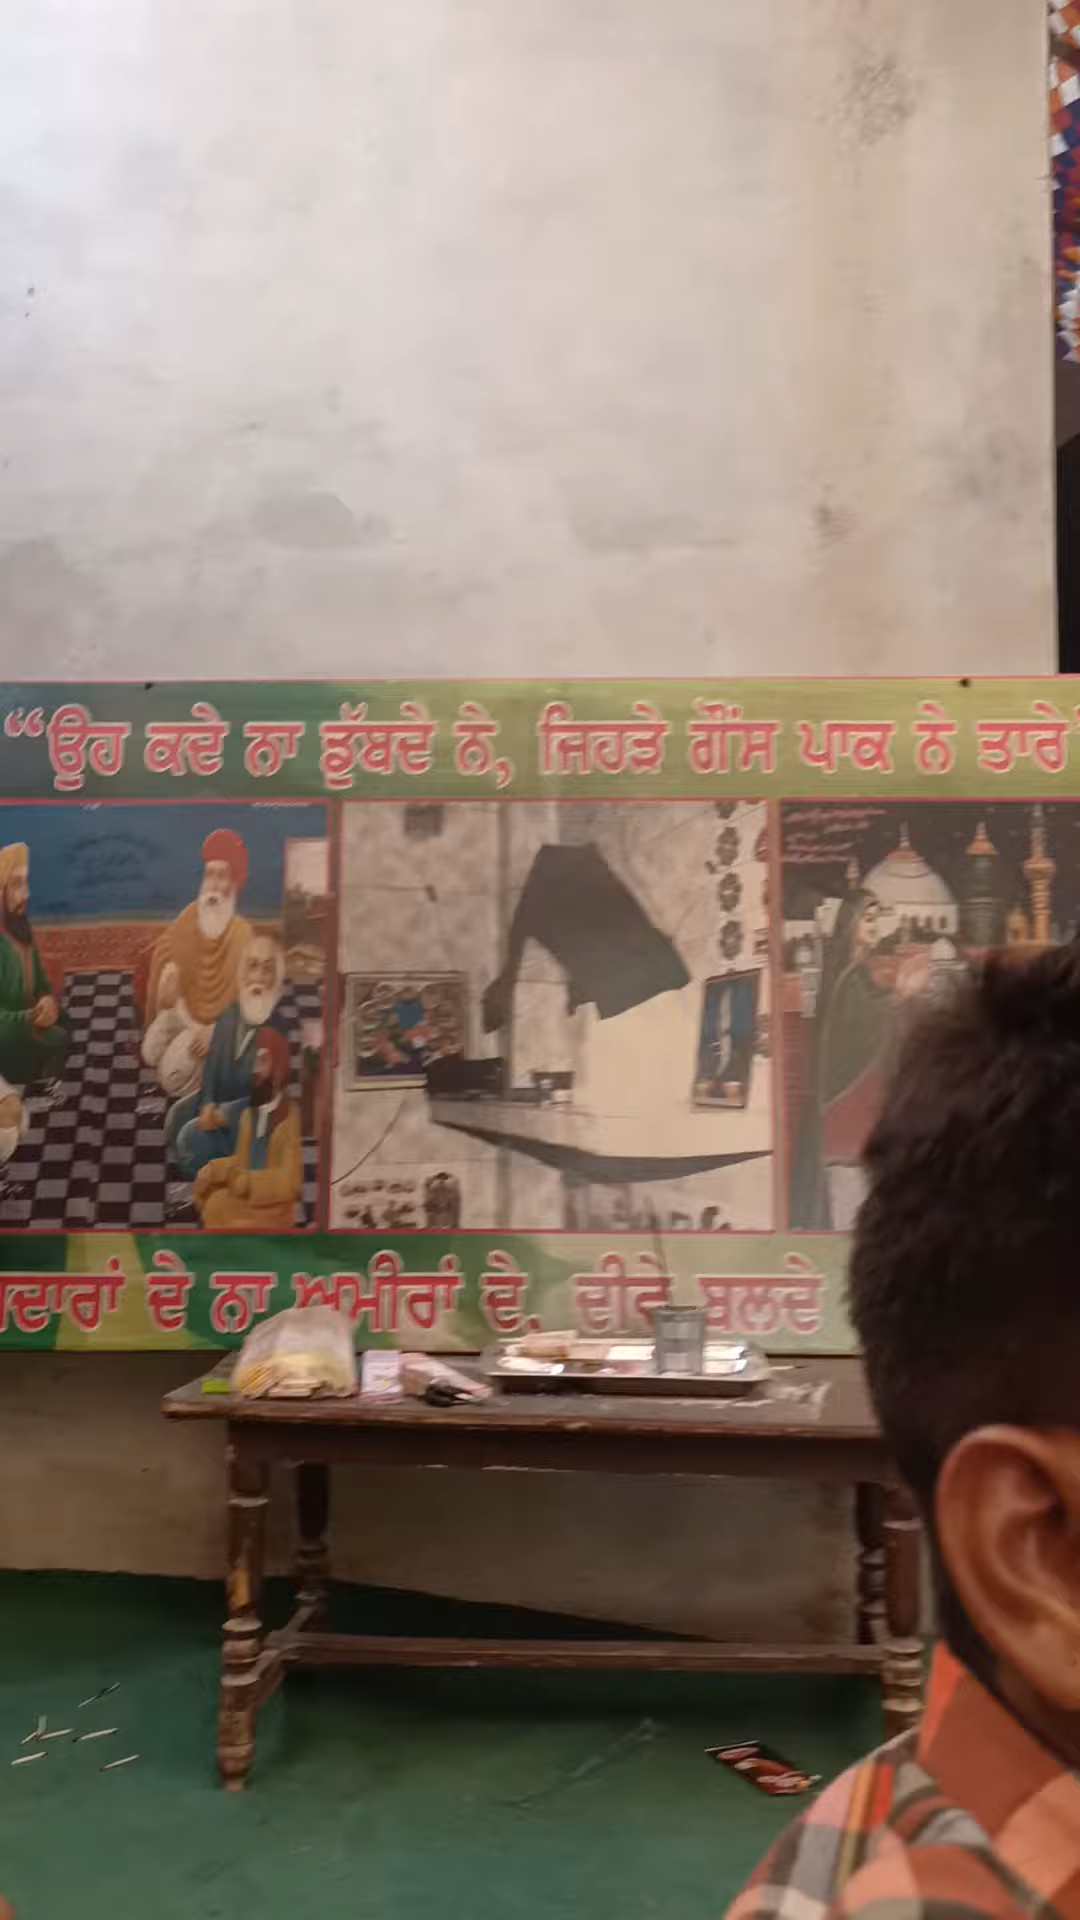 “ਉਹ ਕਦੇ ਨਾ ਡੁੱਬਦੇ ਨੇ, ਜਿਹੜੇ ਗੌਂਸ ਪਾਕ ਨੇ ਤਾਰੇ
ਦੇ ਨਾ ਅਮੀਰਾਂ ਦੇ, ਦੀਵੇ ਬਲਦੇ